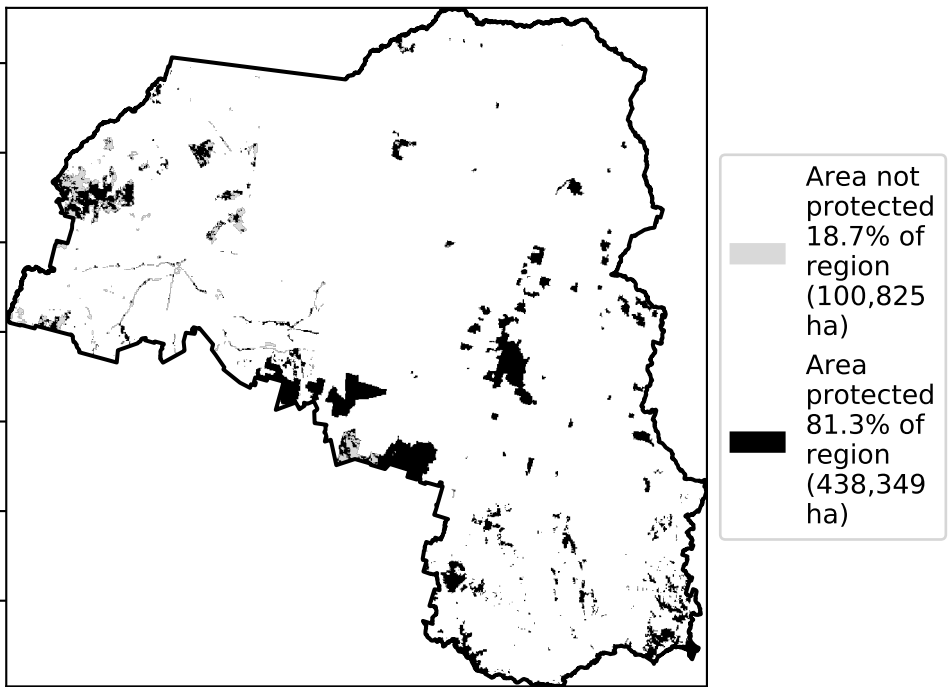 Area not
protected
18.7% of
region
(100,825
ha)
Area
protected
81.3% of
region
(438,349
ha)